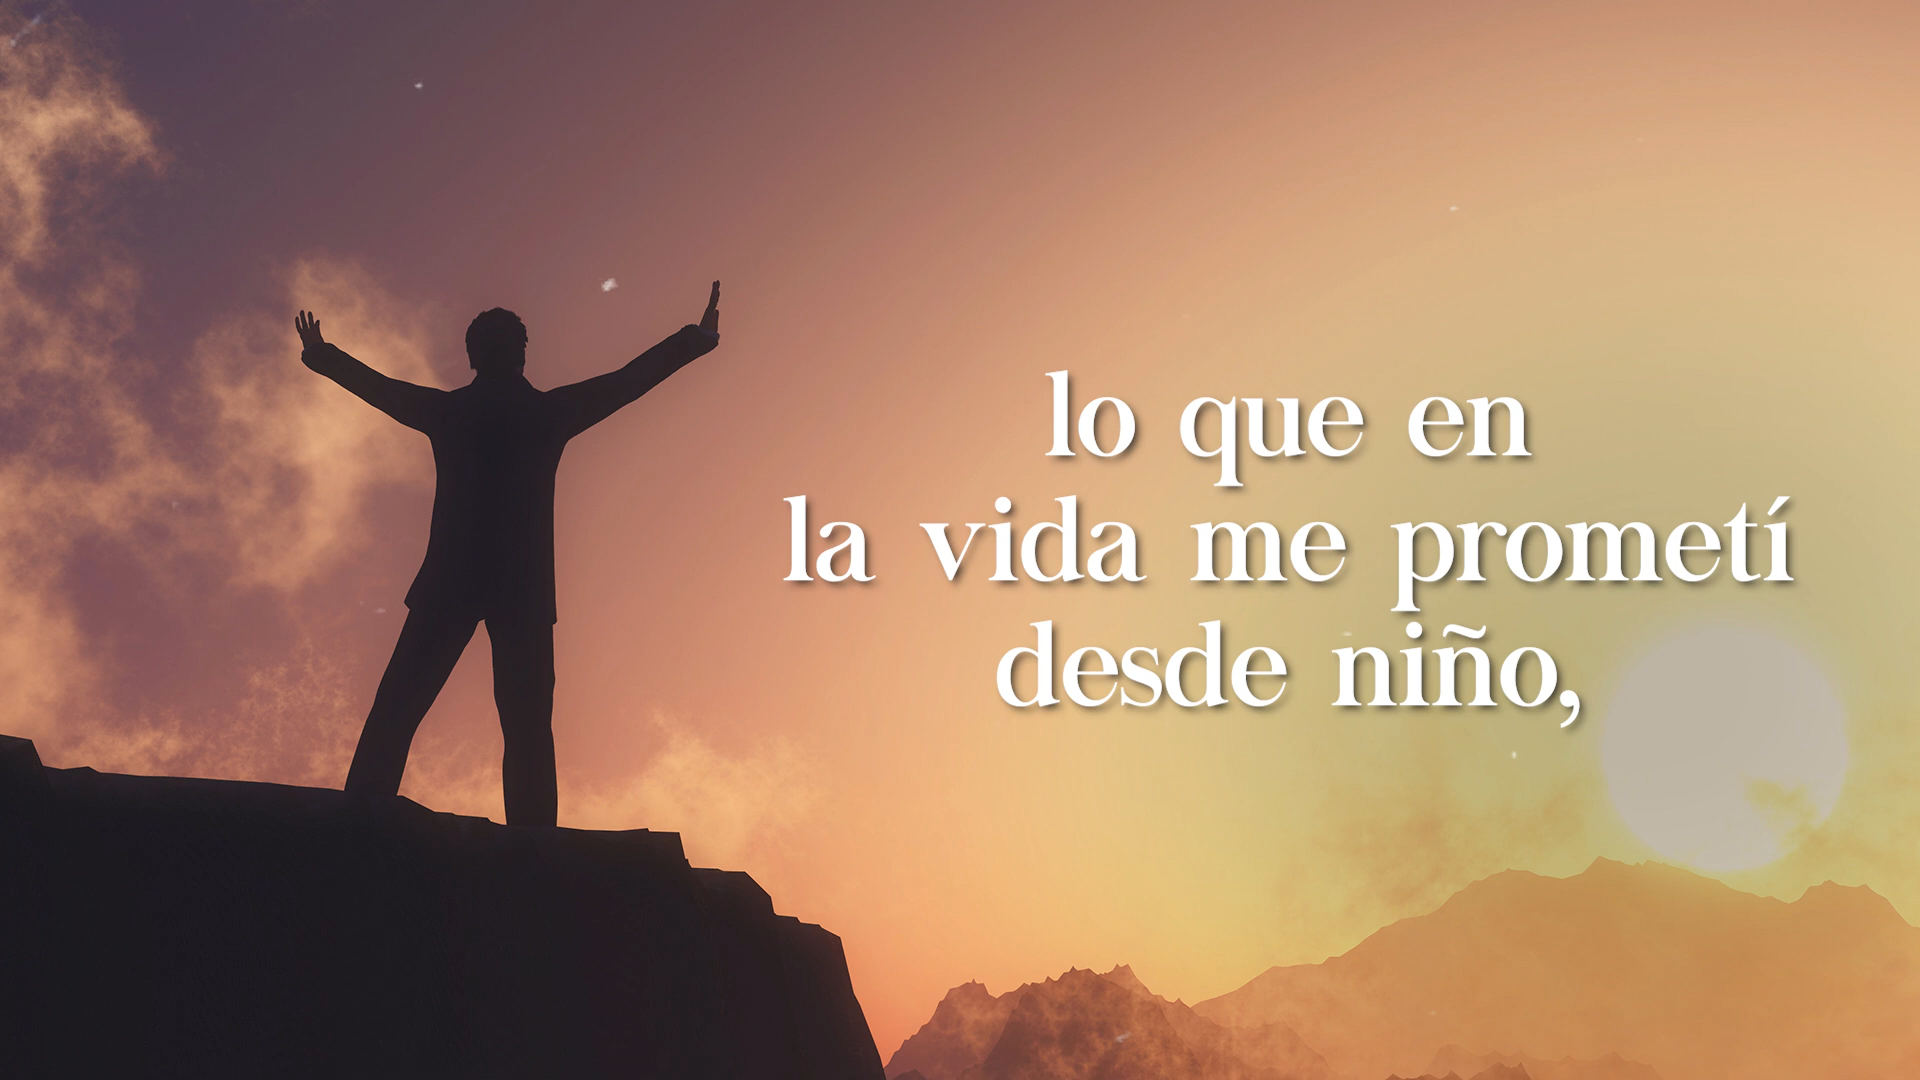 lo que en
la vida me prometí
desde niño,